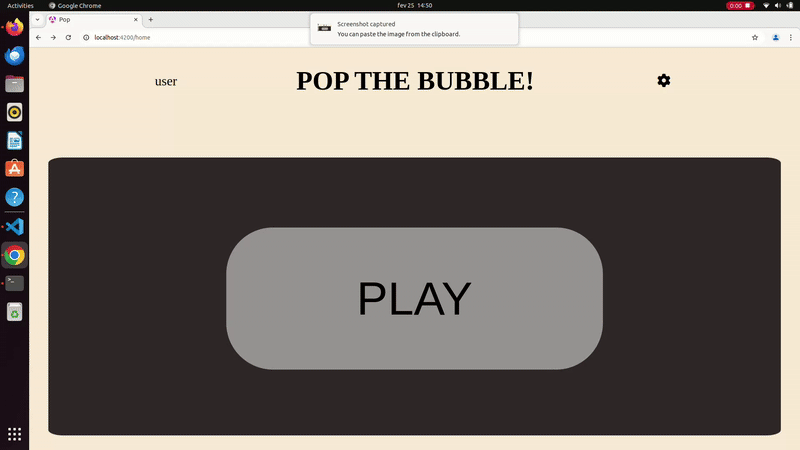 Activities
Google Chrome
fev 25 14:50
0:00
Pop
Screenshot captured
You can paste the image from the clipboard.
localhost:4200/home
user
POP THE BUBBLE!
PLAY